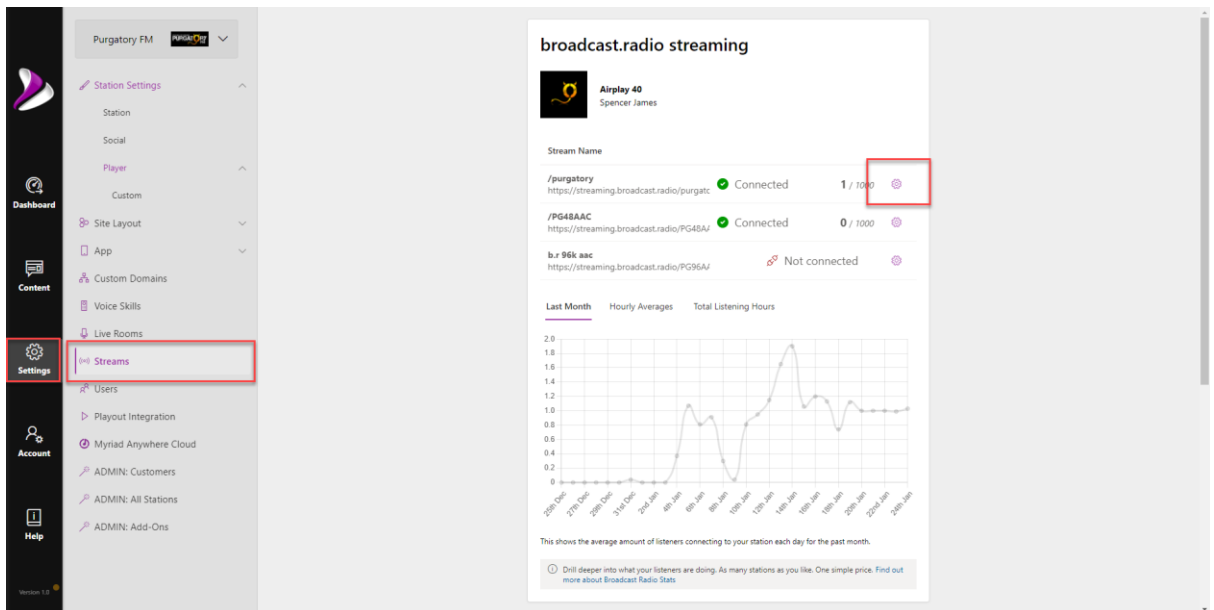 Purgatory FM
Station Settings
Station
Social
Player
Custom
Site Layout
App
Custom Domains
Voice Skills
Live Rooms
Streams
Users
Playout Integration
Myriad Anywhere Cloud
ADMIN: Customers
ADMIN: All Stations
ADMIN: Add-Ons
Dashboard
Content
Settings
Account
Help
Version 1.0
broadcast.radio streaming
Airplay 40
Spencer James
Stream Name
/purgatory
https://streaming.broadcast.radio/purgatc Connected 1 / 1000
/PG48AAC
https://streaming.broadcast.radio/PG48A/ Connected 0 / 1000
b.r 96k aac
https://streaming.broadcast.radio/PG96A/ Not connected
Last Month Hourly Averages Total Listening Hours
2.0
1.8
1.6
1.4
1.2
1.0
0.8
0.6
0.4
0.2
0
25th Dec 27th Dec 29th Dec 31st Dec 2nd Jan 4th Jan 6th Jan 8th Jan 10th Jan 12th Jan 14th Jan 16th Jan 18th Jan 20th Jan 22nd Jan 24th Jan
This shows the average amount of listeners connecting to your station each day for the past month.
Drill deeper into what your listeners are doing. As many stations as you like. One simple price. Find out
more about Broadcast Radio Stats